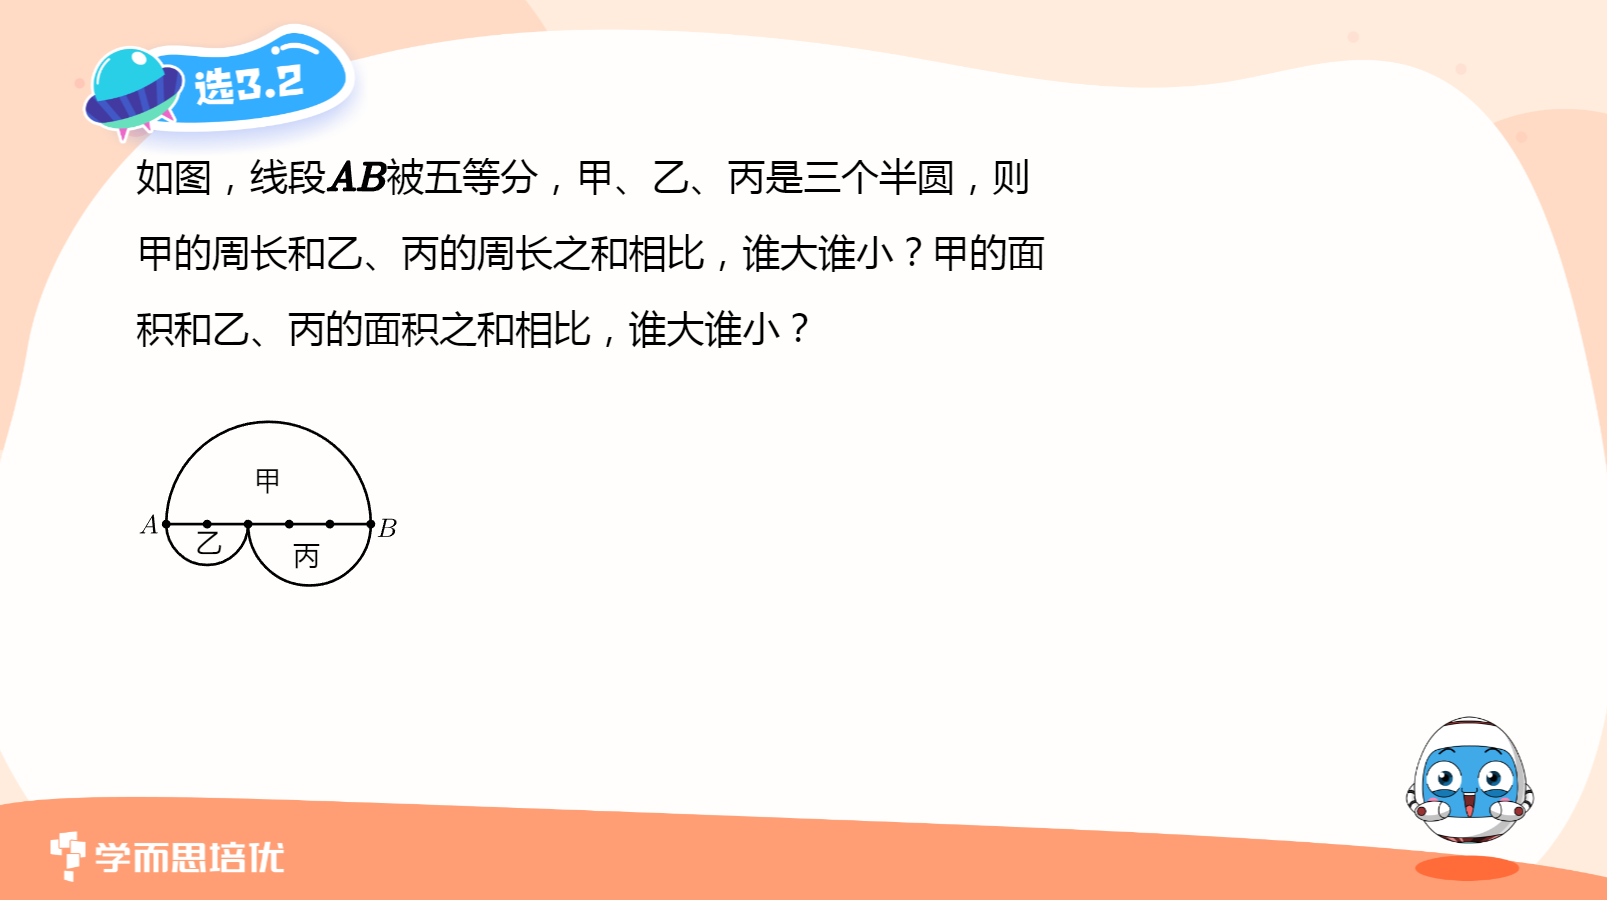 选3.2
如图，线段AB被五等分，甲、乙、丙是三个半圆，则
甲的周长和乙、丙的周长之和相比，谁大谁小？甲的面
积和乙、丙的面积之和相比，谁大谁小？
甲
A
B
乙
丙
学而思培优